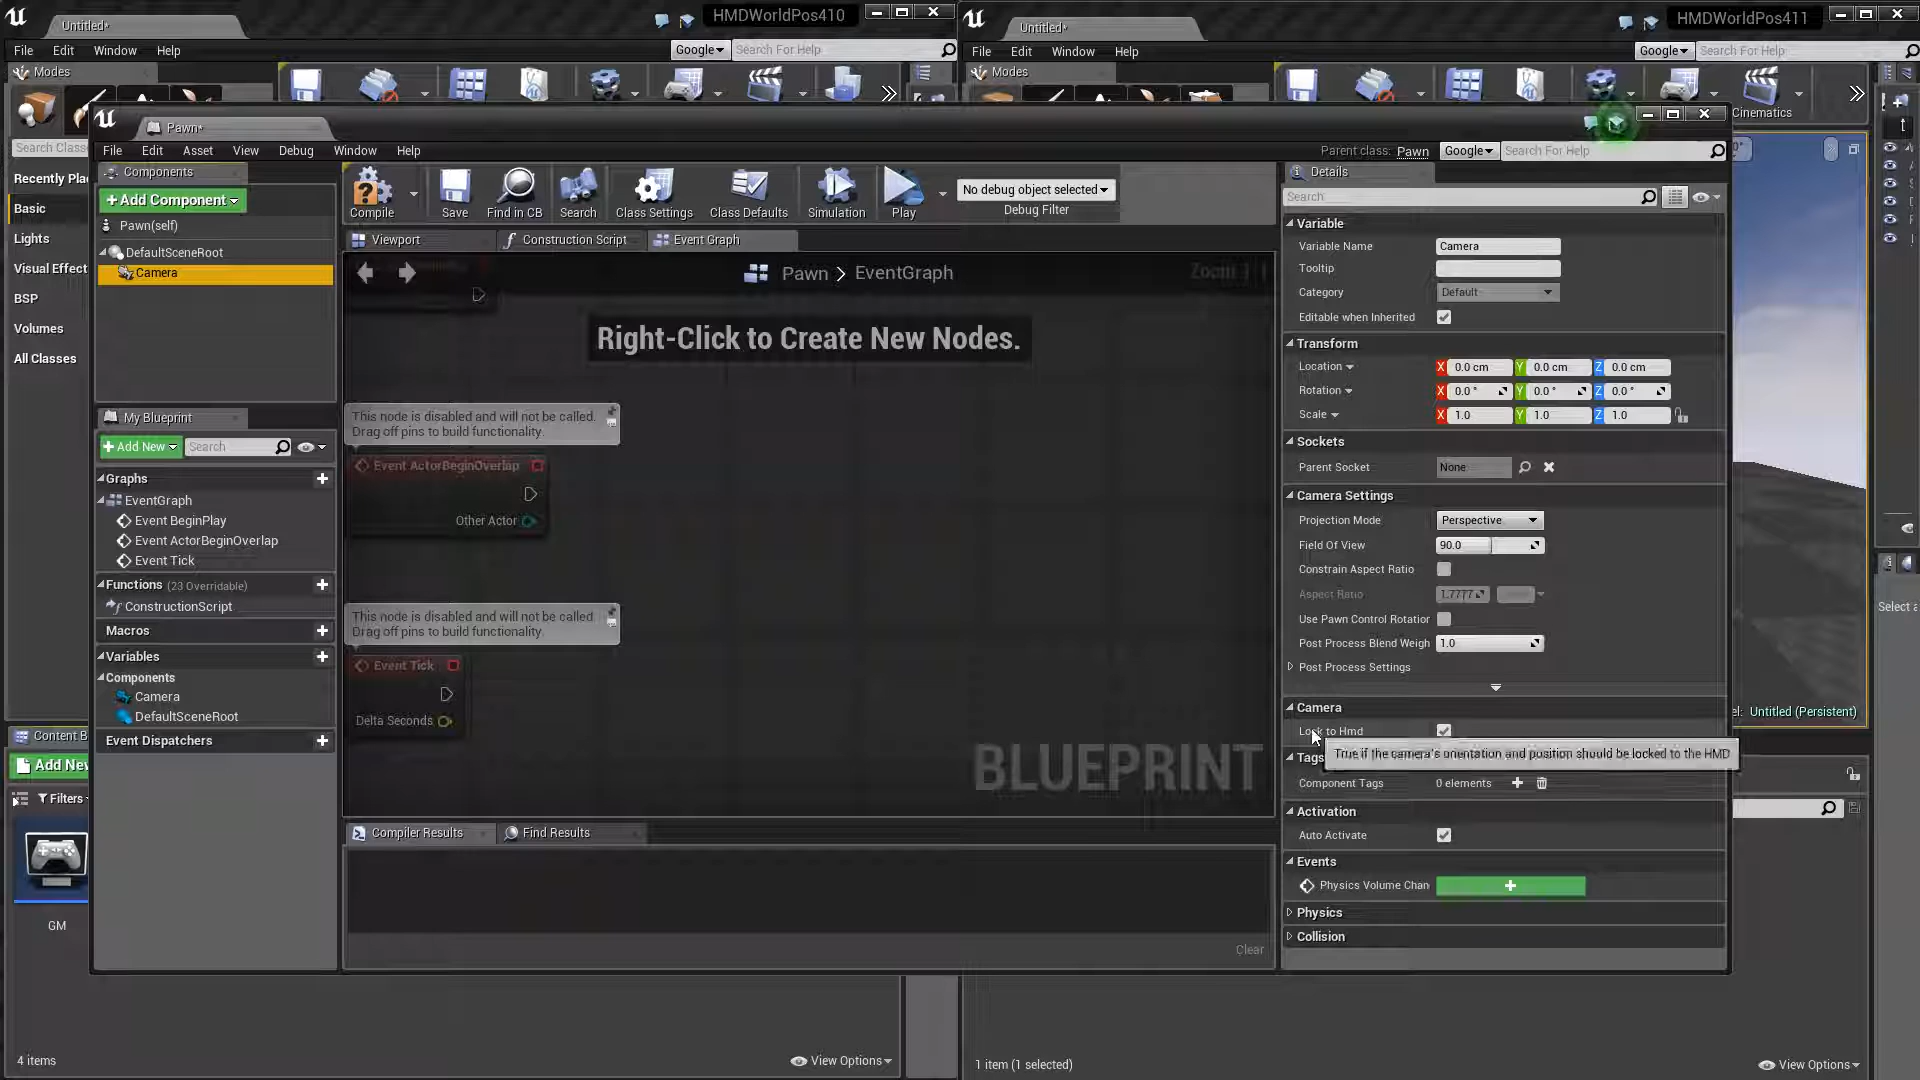 Untitled*
HMDWorldPos410
File Edit Window Help
Google
Search For Help
Modes
Untitled*
HMDWorldPos411
File Edit Window Help
Google
Search For Help
Modes
Cinematics
Search Class
Recently Pla
Basic
Lights
Visual Effect
BSP
Volumes
All Classes
Pawn*
File Edit Asset View Debug Window Help
Parent class: Pawn
Google
Search For Help
Components
+Add Component
Pawn(self)
DefaultSceneRoot
Camera
Compile
Save
Find in CB
Search
Class Settings
Class Defaults
Simulation
Play
No debug object selected
Debug Filter
Viewport
Construction Script
Event Graph
Pawn > EventGraph
Right-Click to Create New Nodes.
This node is disabled and will not be called.
Drag off pins to build functionality.
Event ActorBeginOverlap
Other Actor
This node is disabled and will not be called.
Drag off pins to build functionality.
Event Tick
Delta Seconds
BLUEPRINT
My Blueprint
+Add New
Search
Graphs
EventGraph
Event BeginPlay
Event ActorBeginOverlap
Event Tick
Functions (23 Overridable)
ConstructionScript
Macros
Variables
Components
Camera
DefaultSceneRoot
Event Dispatchers
Compiler Results
Find Results
Clear
Details
Search
Variable
Variable Name Camera
Tooltip
Category Default
Editable when Inherited
Transform
Location X 0.0 cm Y 0.0 cm Z 0.0 cm
Rotation X 0.0 ° Y 0.0 ° Z 0.0 °
Scale X 1.0 Y 1.0 Z 1.0
Sockets
Parent Socket None
Camera Settings
Projection Mode Perspective
Field Of View 90.0
Constrain Aspect Ratio
Aspect Ratio 1.7777
Use Pawn Control Rotation
Post Process Blend Weigh 1.0
Post Process Settings
Camera
Lock to Hmd
True if the camera's orientation and position should be locked to the HMD
Tags
Component Tags 0 elements
Activation
Auto Activate
Events
Physics Volume Chan
Physics
Collision
Untitled (Persistent)
Select a
Content B
Add New
Filters
GM
4 items
View Options
1 item (1 selected)
View Options